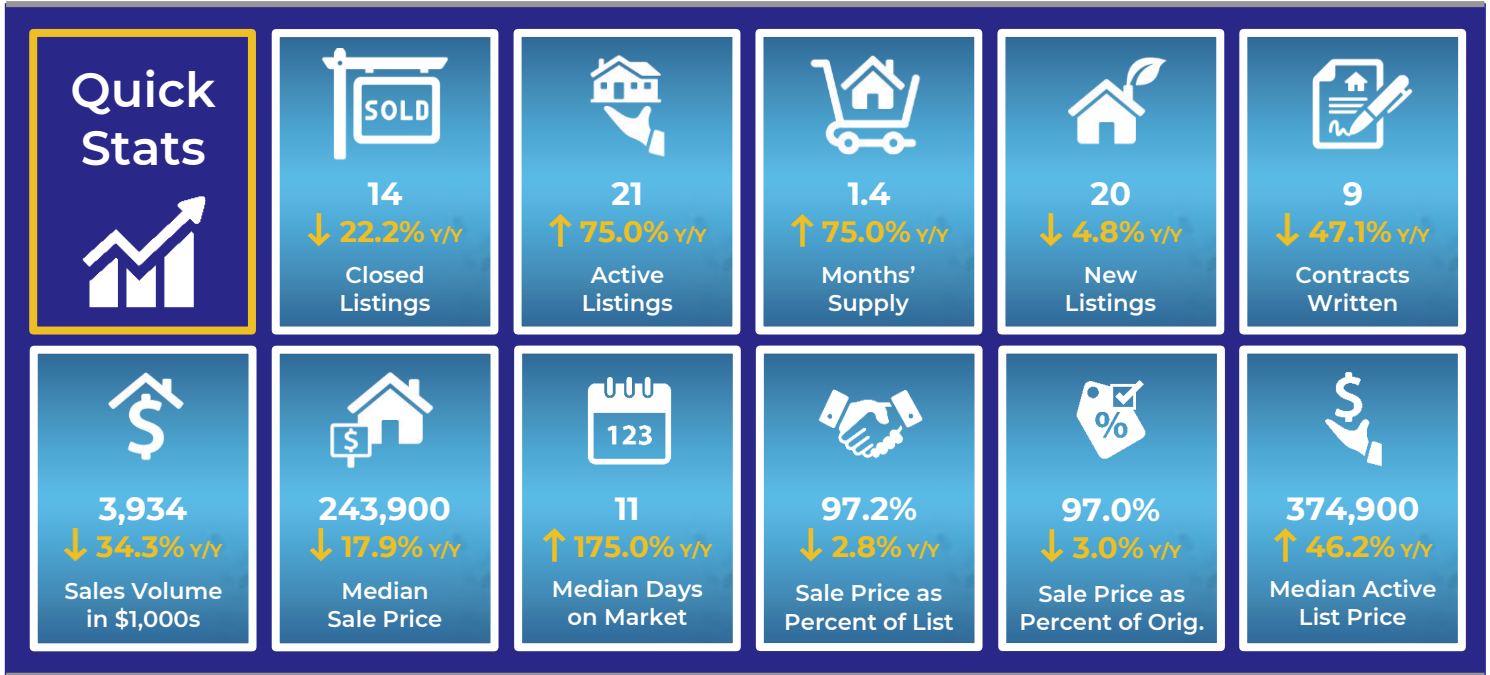 Quick
Stats
SOLD
14
↓ 22.2% Y/Y
Closed
Listings
21
↑ 75.0% Y/Y
Active
Listings
1.4
↑ 75.0% Y/Y
Months’
Supply
20
↓ 4.8% Y/Y
New
Listings
9
↓ 47.1% Y/Y
Contracts
Written
$
3,934
↓ 34.3% Y/Y
Sales Volume
in $1,000s
$
243,900
↓ 17.9% Y/Y
Median
Sale Price
123
11
↑ 175.0% Y/Y
Median Days
on Market
97.2%
↓ 2.8% Y/Y
Sale Price as
Percent of List
%
97.0%
↓ 3.0% Y/Y
Sale Price as
Percent of Orig.
$
374,900
↑ 46.2% Y/Y
Median Active
List Price